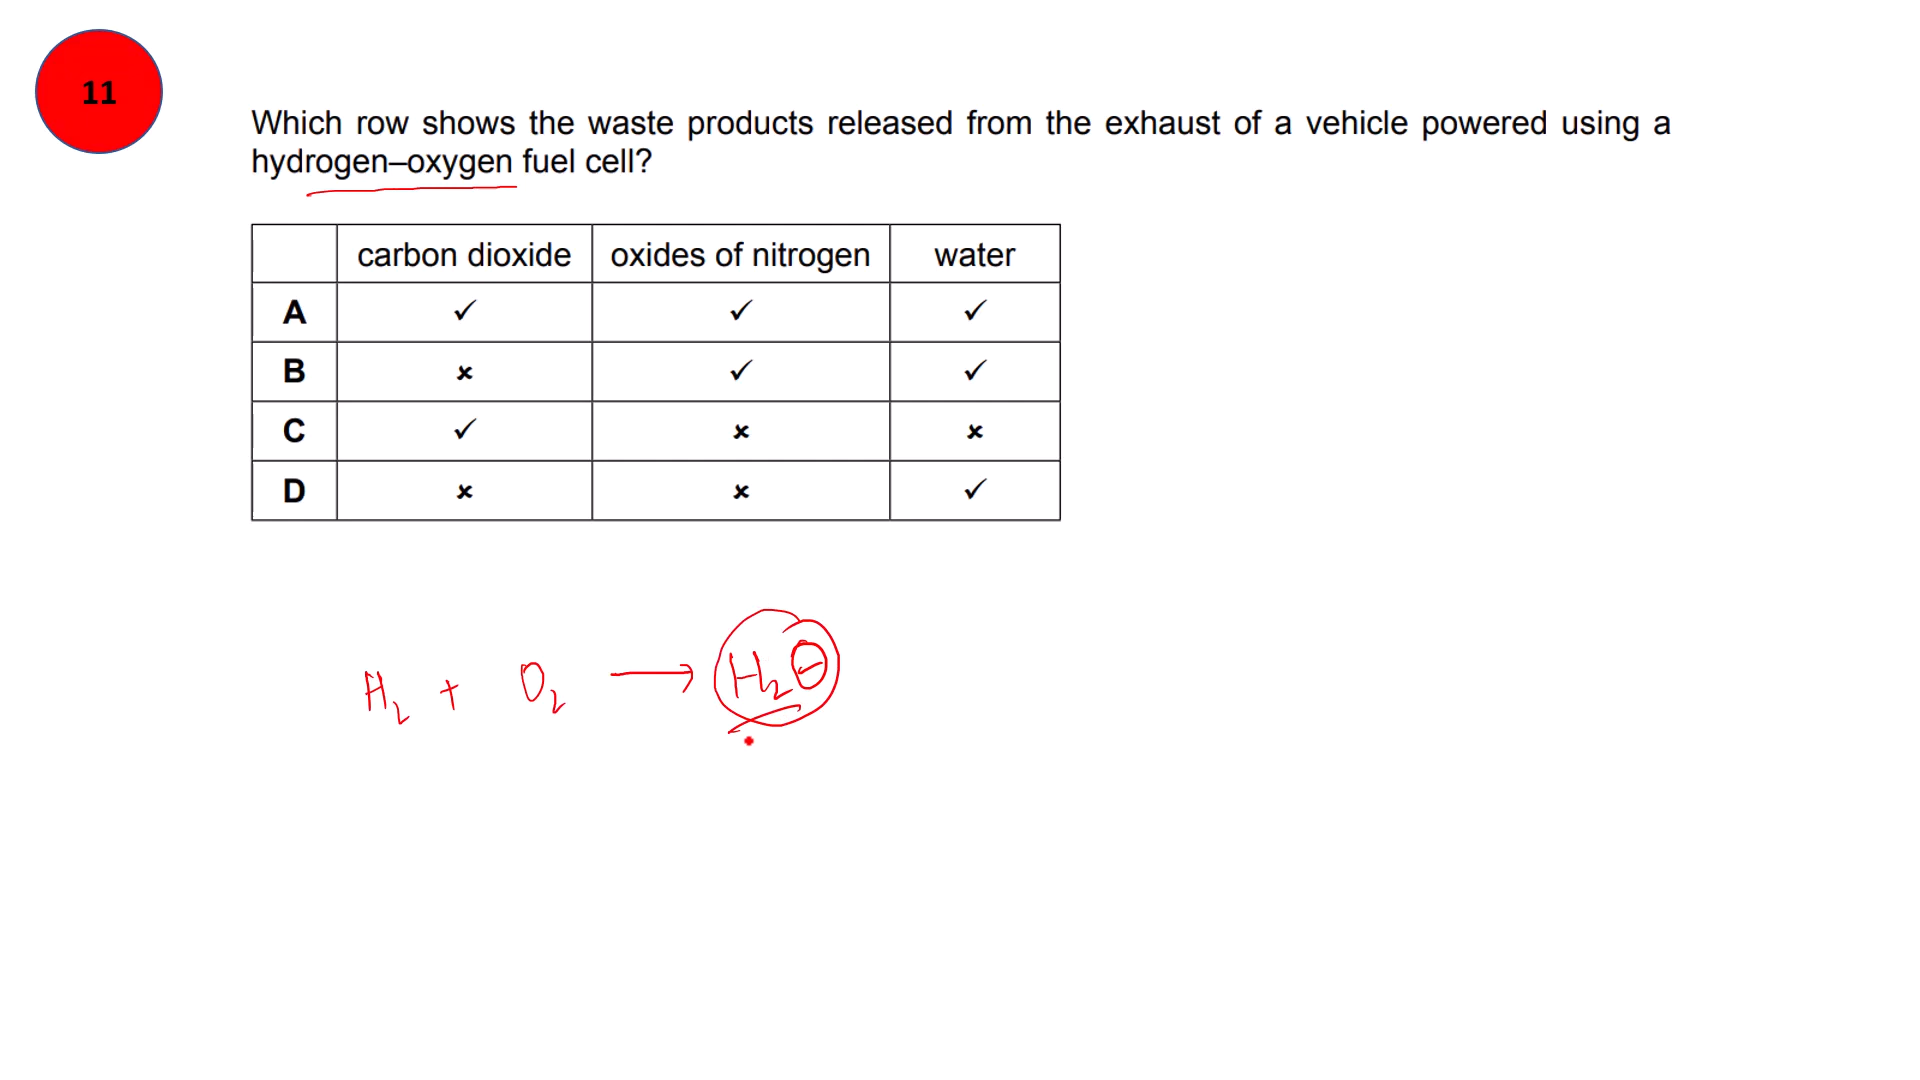 11
Which row shows the waste products released from the exhaust of a vehicle powered using a
hydrogen–oxygen fuel cell?
carbon dioxide oxides of nitrogen water
A ✓ ✓ ✓
B ✗ ✓ ✓
C ✓ ✗ ✗
D ✗ ✗ ✓
H₂ + O₂ → H₂O